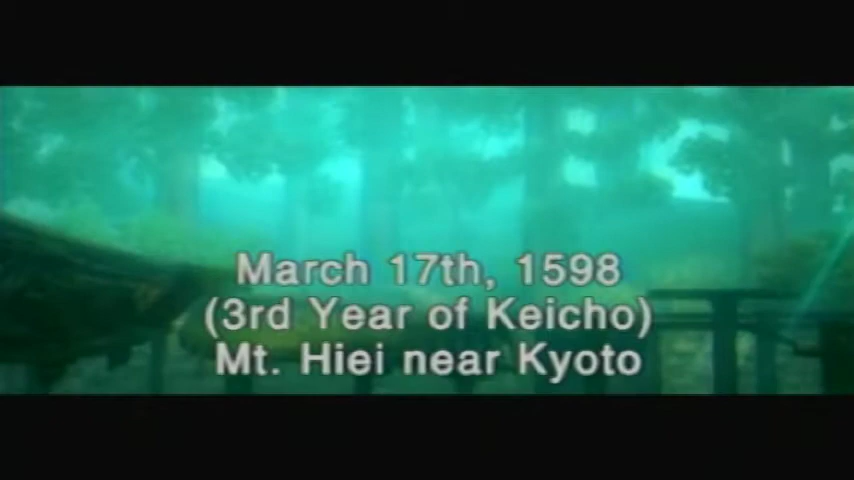 March 17th, 1598
(3rd Year of Keicho)
Mt. Hiei near Kyoto